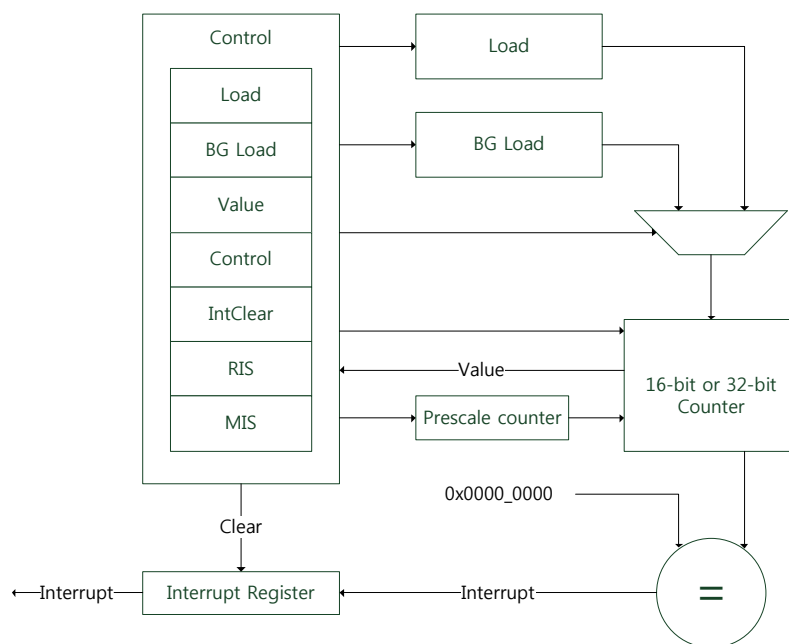 Control
Load
Load
BG Load
BG Load
Value
Control
IntClear
RIS
Value
16-bit or 32-bit
Counter
MIS
Prescale counter
0x0000_0000
Clear
Interrupt
Interrupt Register
Interrupt
=